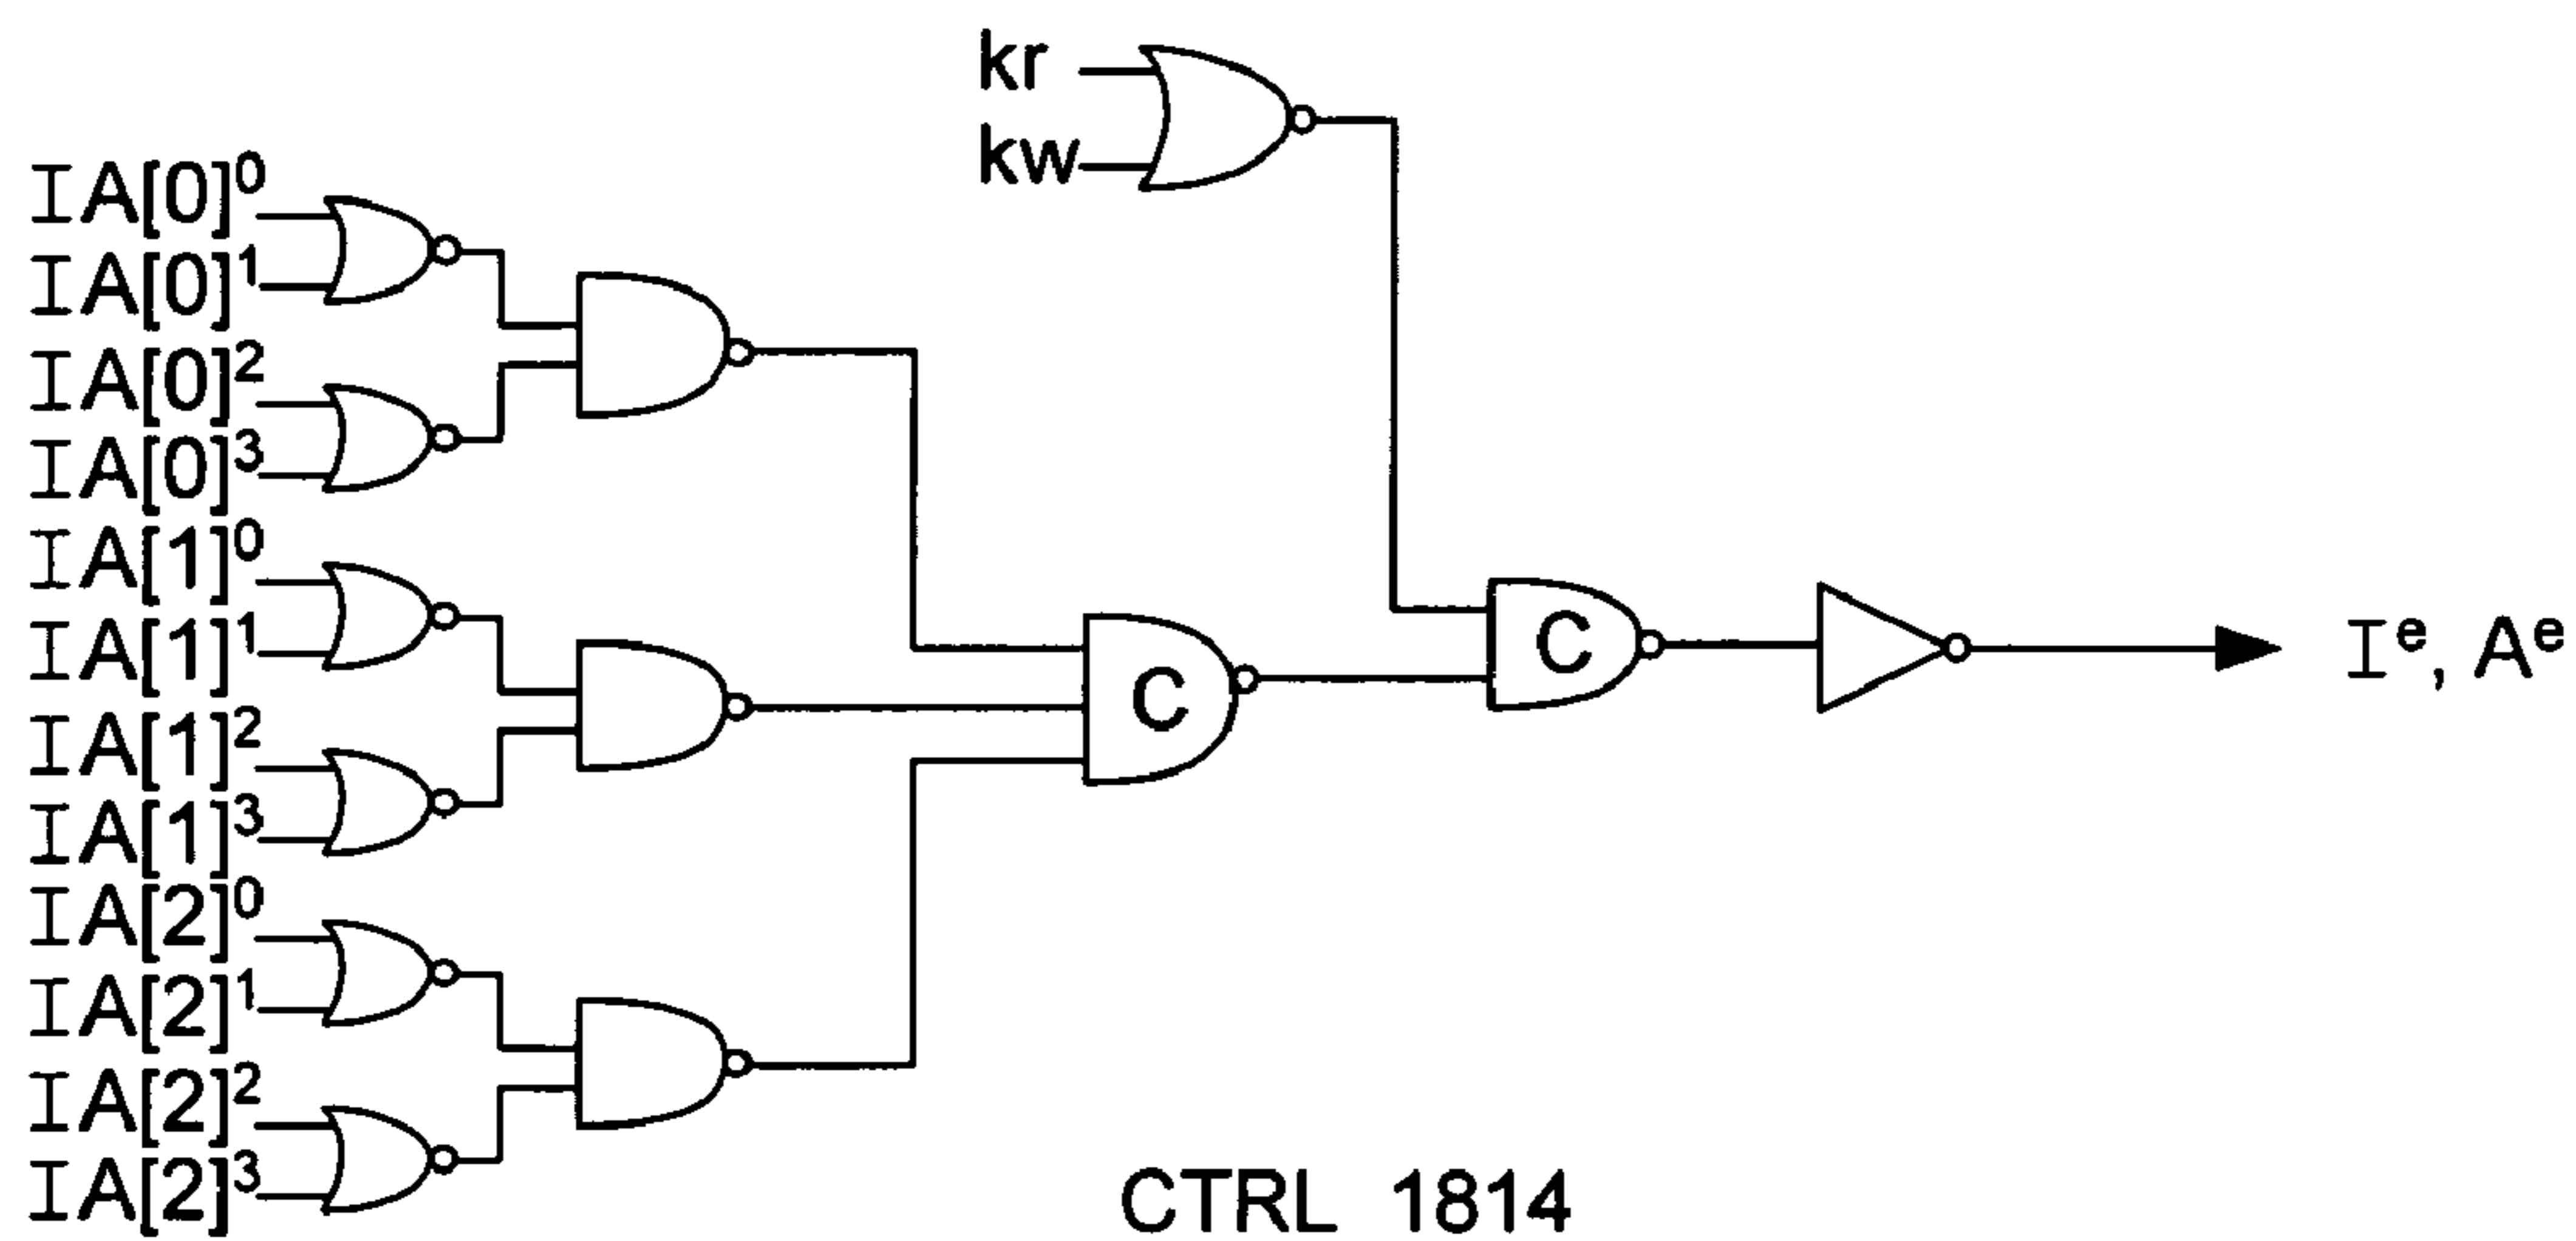 kr
kw
IA[0]⁰
IA[0]¹
IA[0]²
IA[0]³
IA[1]⁰
IA[1]¹
IA[1]²
IA[1]³
IA[2]⁰
IA[2]¹
IA[2]²
IA[2]³
C
C
Iᵉ, Aᵉ
CTRL 1814